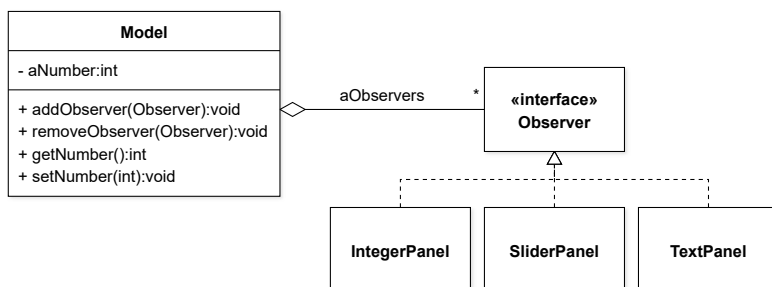 Model
- aNumber:int
+ addObserver(Observer):void
+ removeObserver(Observer):void
+ getNumber():int
+ setNumber(int):void
aObservers
*
«interface»
Observer
IntegerPanel
SliderPanel
TextPanel